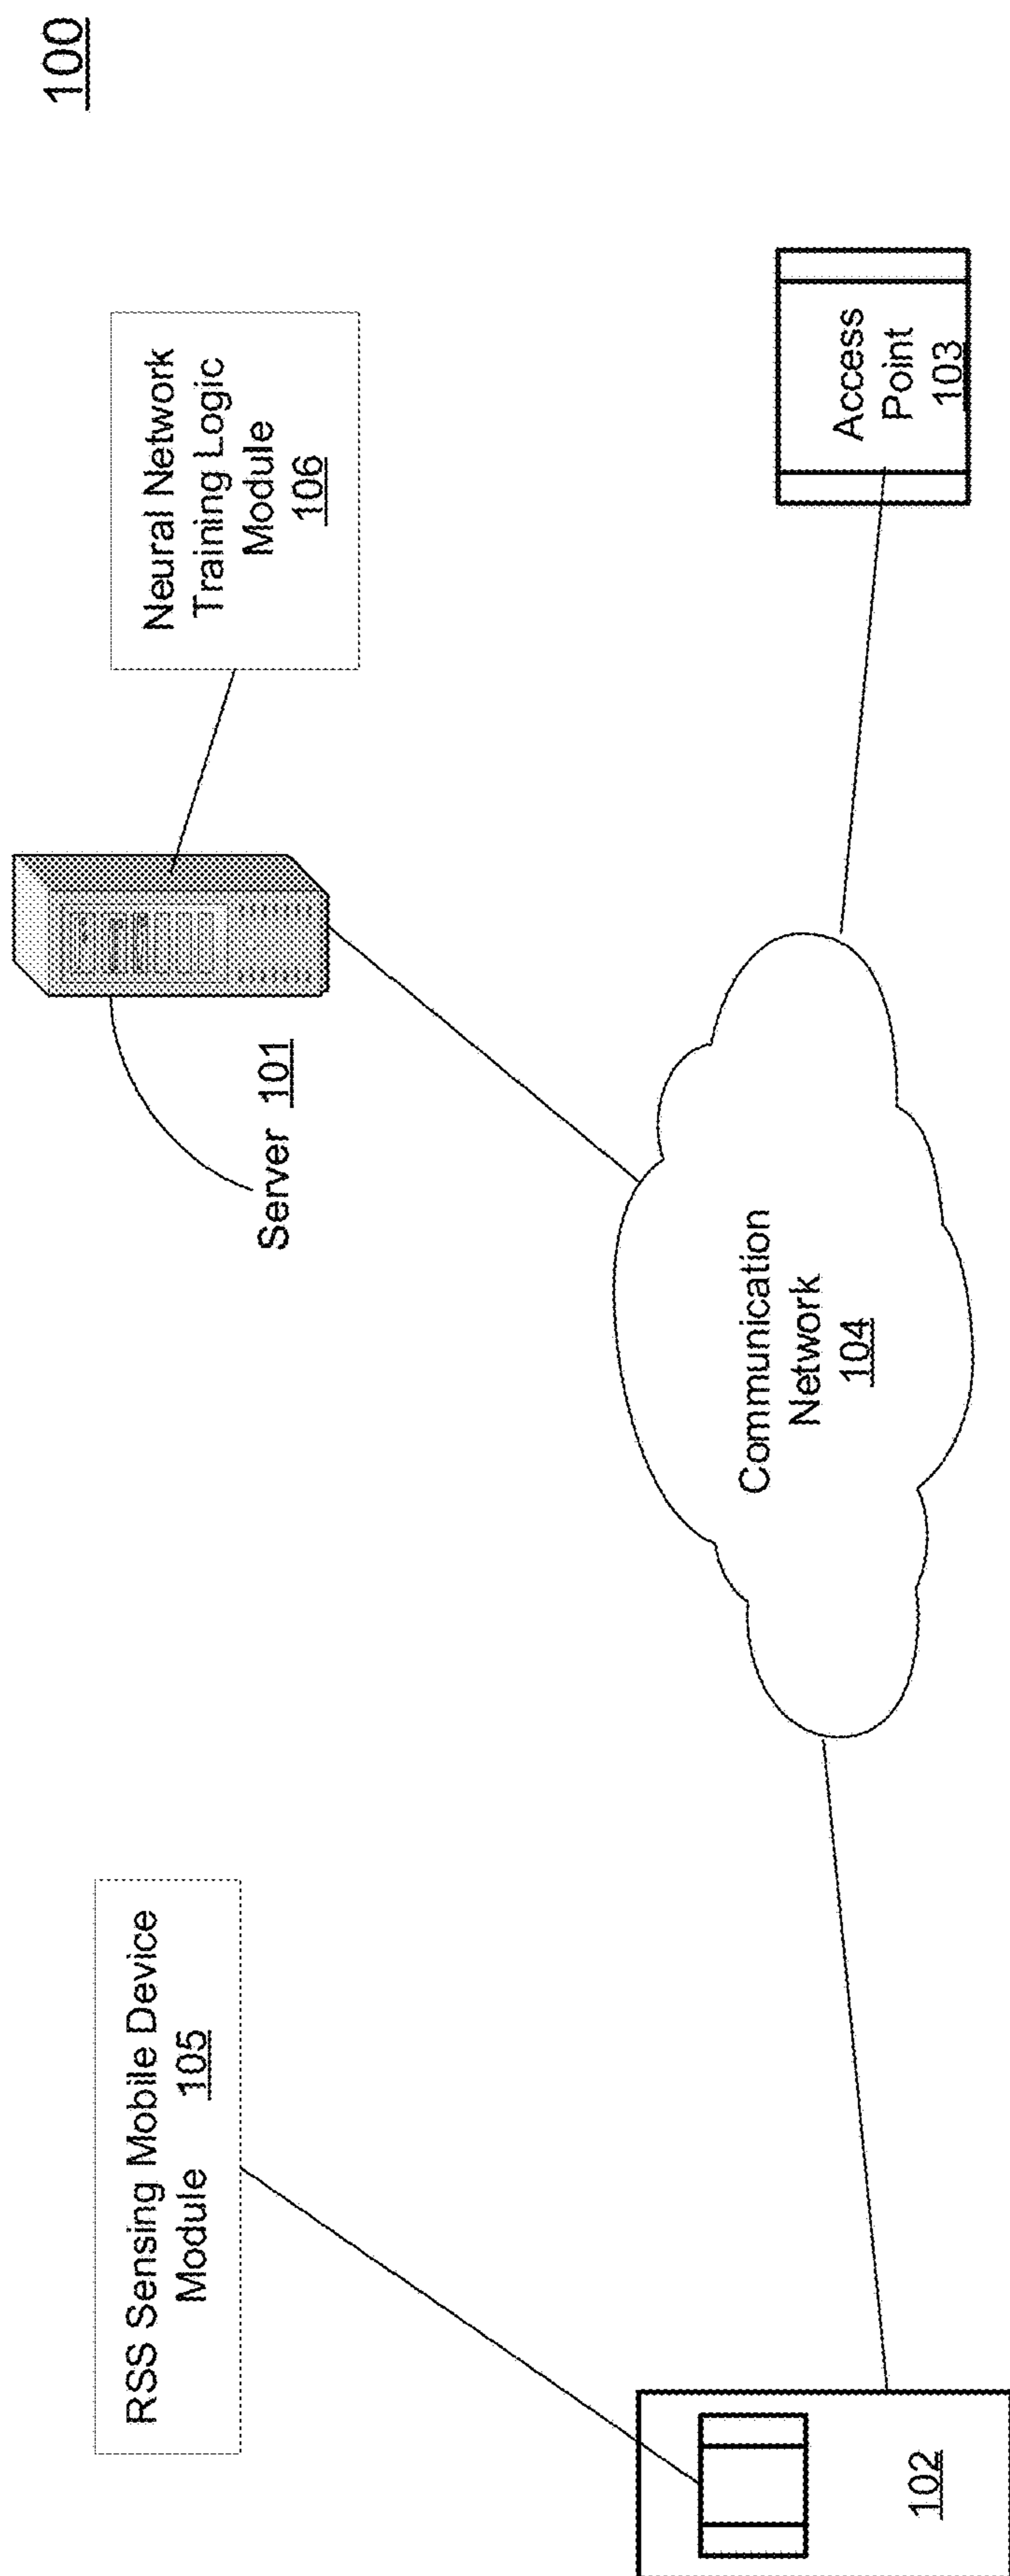 100
RSS Sensing Mobile Device
Module 105
Server 101
Neural Network
Training Logic
Module
106
102
Communication
Network
104
Access
Point
103